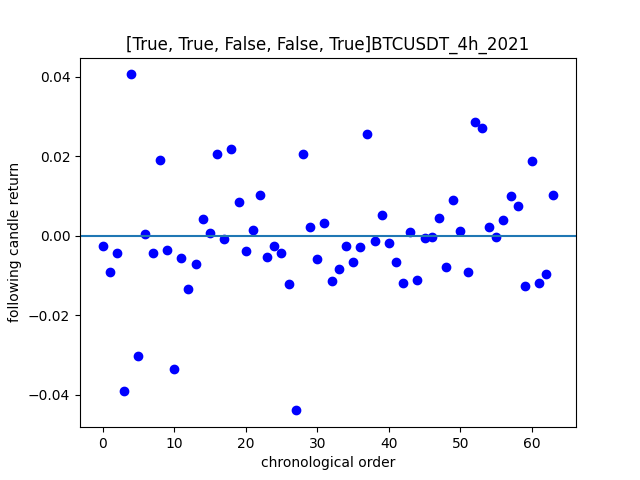 [True, True, False, False, True]BTCUSDT_4h_2021
following candle return
0.04
0.02
0.00
−0.02
−0.04
0 10 20 30 40 50 60
chronological order